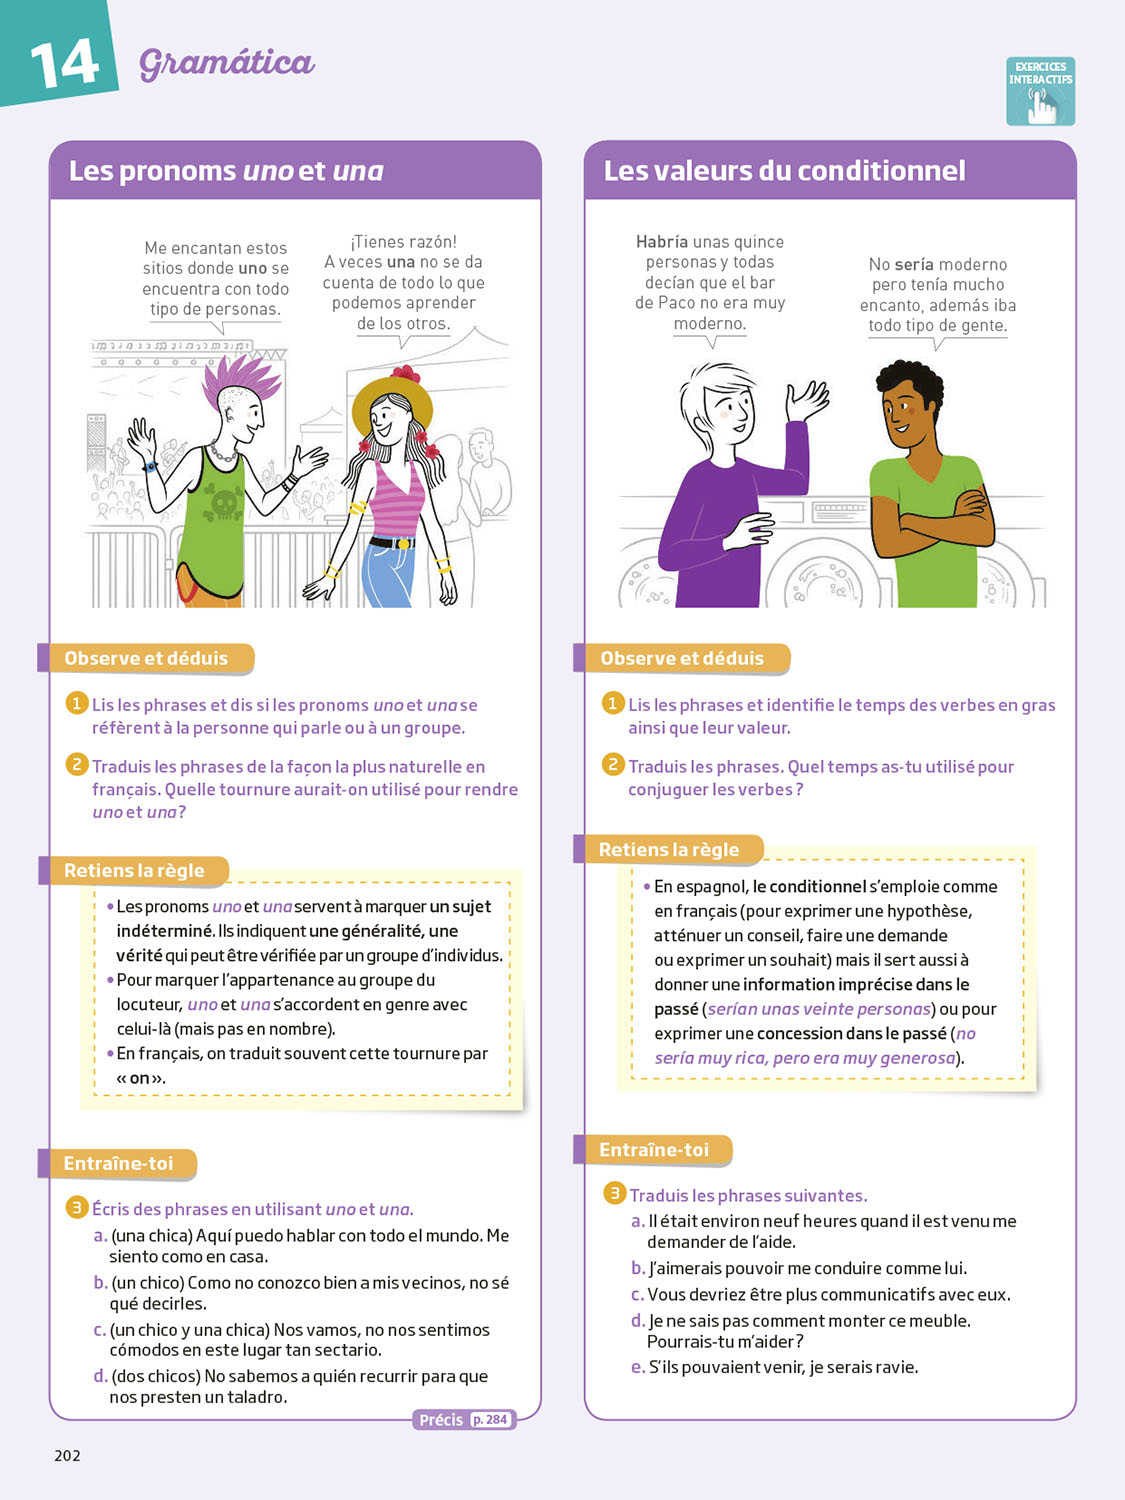 14
Gramática
EXERCICES
INTERACTIFS
Les pronoms uno et una
Me encantan estos
sitios donde uno se
encuentra con todo
tipo de personas.
¡Tienes razón!
A veces una no se da
cuenta de todo lo que
podemos aprender
de los otros.
Observe et déduis
1 Lis les phrases et dis si les pronoms uno et una se
réfèrent à la personne qui parle ou à un groupe.
2 Traduis les phrases de la façon la plus naturelle en
français. Quelle tournure aurait-on utilisé pour rendre
uno et una ?
Retiens la règle
• Les pronoms uno et una servent à marquer un sujet
indéterminé. Ils indiquent une généralité, une
vérité qui peut être vérifiée par un groupe d'individus.
• Pour marquer l'appartenance au groupe du
locuteur, uno et una s'accordent en genre avec
celui-là (mais pas en nombre).
• En français, on traduit souvent cette tournure par
« on ».
Entraîne-toi
3 Écris des phrases en utilisant uno et una.
a. (una chica) Aquí puedo hablar con todo el mundo. Me
siento como en casa.
b. (un chico) Como no conozco bien a mis vecinos, no sé
qué decirles.
c. (un chico y una chica) Nos vamos, no nos sentimos
cómodos en este lugar tan sectario.
d. (dos chicos) No sabemos a quién recurrir para que
nos presten un taladro.
Précis p. 284
Les valeurs du conditionnel
Habría unas quince
personas y todas
decían que el bar
de Paco no era muy
moderno.
No sería moderno
pero tenía mucho
encanto, además iba
todo tipo de gente.
Observe et déduis
1 Lis les phrases et identifie le temps des verbes en gras
ainsi que leur valeur.
2 Traduis les phrases. Quel temps as-tu utilisé pour
conjuguer les verbes ?
Retiens la règle
• En espagnol, le conditionnel s'emploie comme
en français (pour exprimer une hypothèse,
atténuer un conseil, faire une demande
ou exprimer un souhait) mais il sert aussi à
donner une information imprécise dans le
passé (serían unas veinte personas) ou pour
exprimer une concession dans le passé (no
sería muy rica, pero era muy generosa).
Entraîne-toi
3 Traduis les phrases suivantes.
a. Il était environ neuf heures quand il est venu me
demander de l'aide.
b. J'aimerais pouvoir me conduire comme lui.
c. Vous devriez être plus communicatifs avec eux.
d. Je ne sais pas comment monter ce meuble.
Pourrais-tu m'aider ?
e. S'ils pouvaient venir, je serais ravie.
202